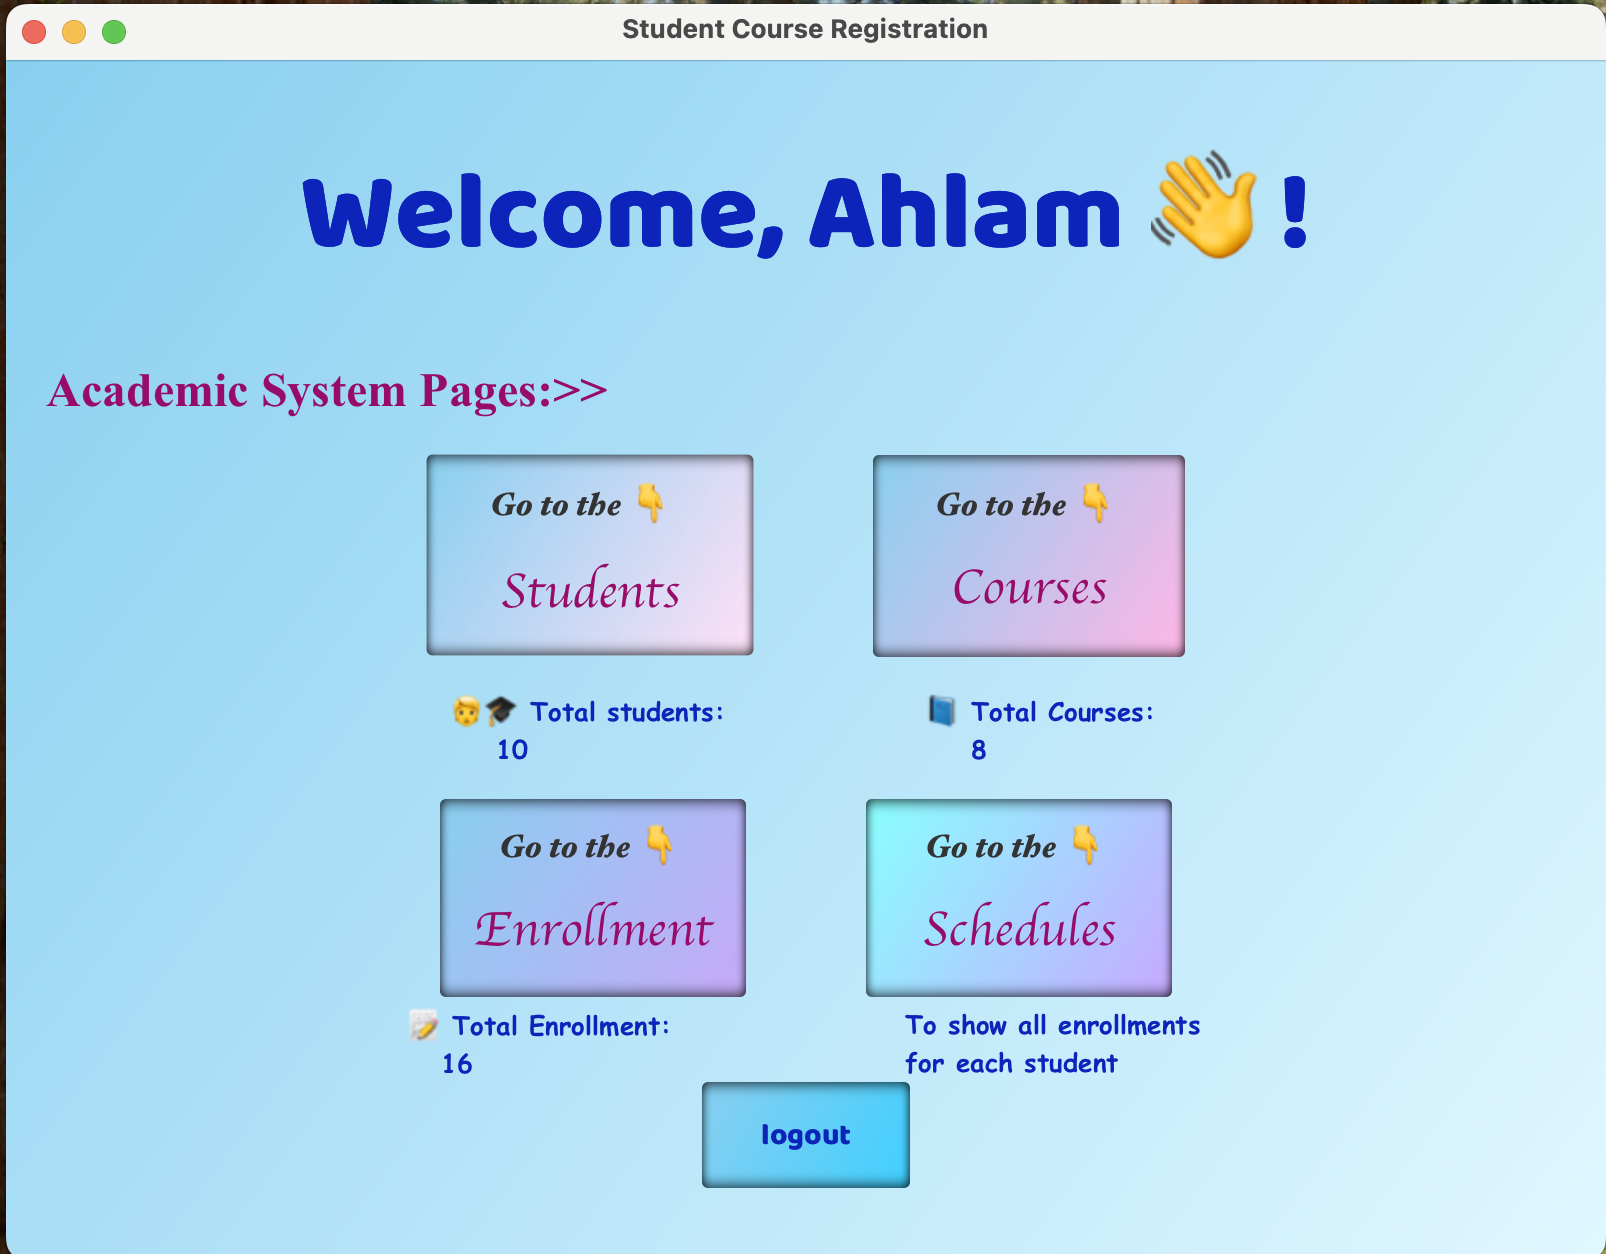 Student Course Registration
Welcome, Ahlam 👋 !
Academic System Pages:>>
Go to the 👇
Students
Go to the 👇
Courses
Total students:
10
Total Courses:
8
Go to the 👇
Enrollment
Go to the 👇
Schedules
Total Enrollment:
16
To show all enrollments
for each student
logout